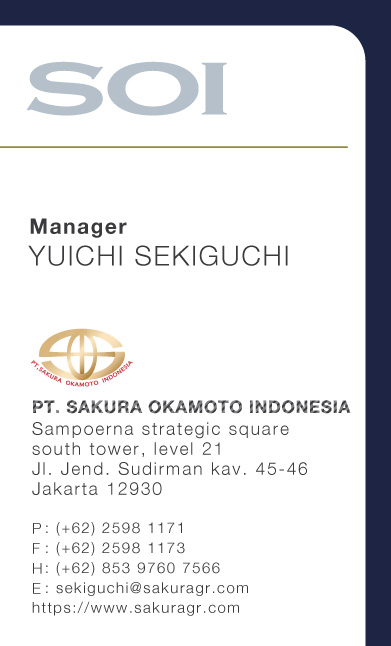 SOI
Manager
YUICHI SEKIGUCHI
PT. SAKURA OKAMOTO INDONESIA
PT. SAKURA OKAMOTO INDONESIA
Sampoerna strategic square
south tower, level 21
Jl. Jend. Sudirman kav. 45-46
Jakarta 12930
P: (+62) 2598 1171
F: (+62) 2598 1173
H: (+62) 853 9760 7566
E: sekiguchi@sakuragr.com
https://www.sakuragr.com